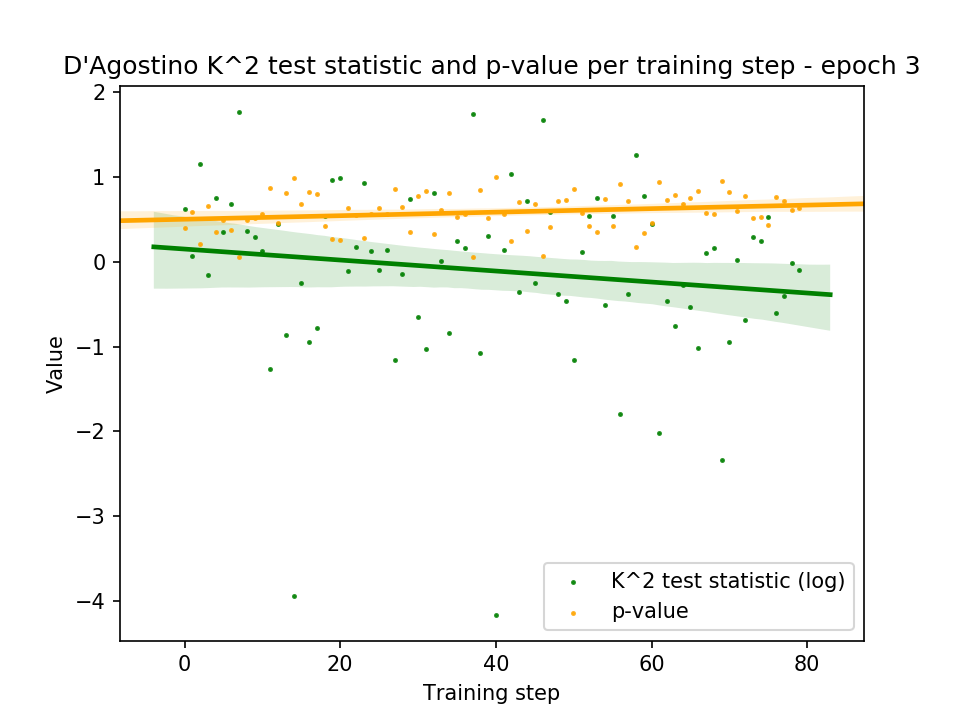 D'Agostino K^2 test statistic and p-value per training step - epoch 3
2
1
0
−1
−2
−3
−4
Value
K^2 test statistic (log)
p-value
0 20 40 60 80
Training step